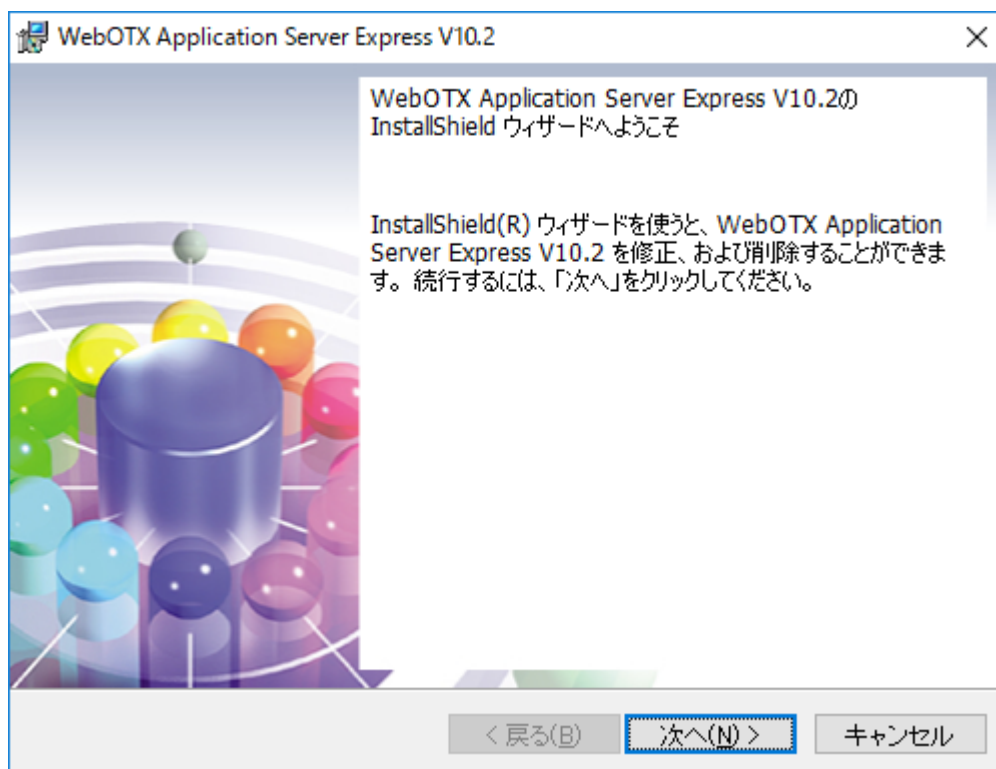 WebOTX Application Server Express V10.2
WebOTX Application Server Express V10.2の
InstallShield ウィザードへようこそ
InstallShield(R) ウィザードを使うと、WebOTX Application
Server Express V10.2 を修正、および削除することができま
す。続行するには、「次へ」をクリックしてください。
< 戻る(B)
次へ(N) >
キャンセル